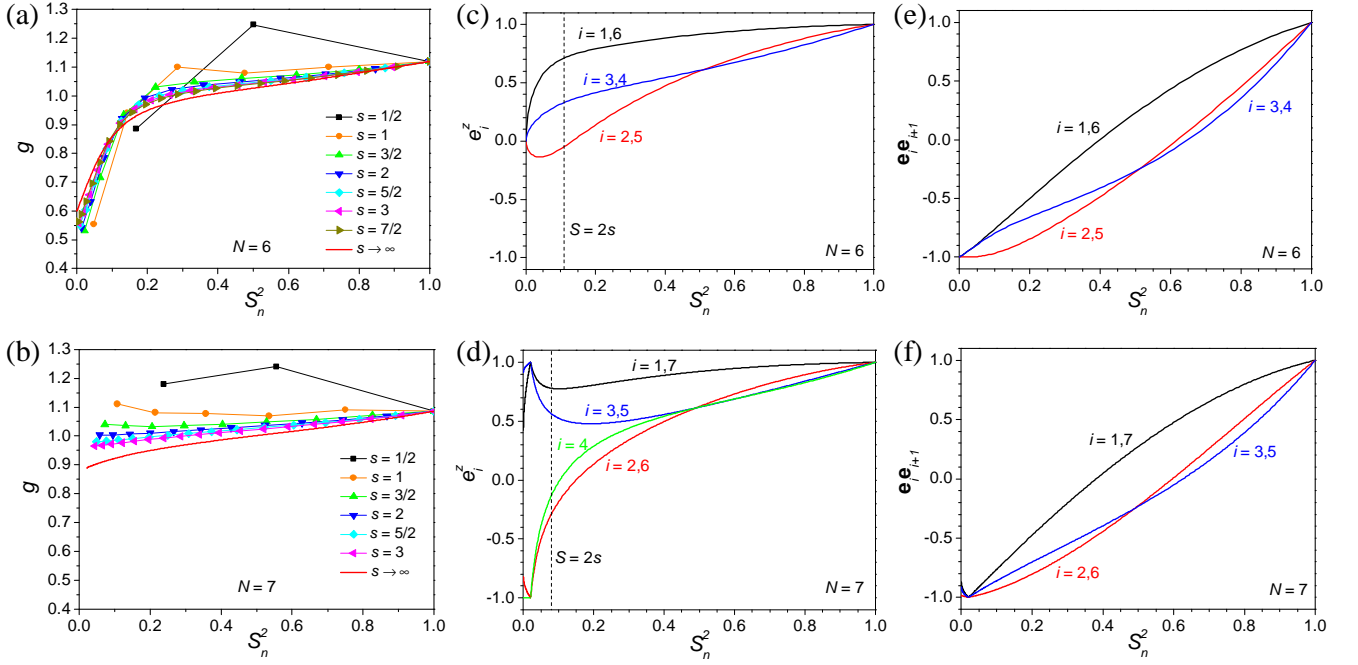 (a)
1.3
1.2
1.1
1.0
0.9
0.8
0.7
0.6
0.5
0.4
g
s = 1/2
s = 1
s = 3/2
s = 2
s = 5/2
s = 3
s = 7/2
s → ∞
N = 6
0.0 0.2 0.4 0.6 0.8 1.0
S_n^2
(c)
1.0
0.5
0.0
-0.5
-1.0
e_i^z
i = 1,6
i = 3,4
i = 2,5
S = 2s
N = 6
0.0 0.2 0.4 0.6 0.8 1.0
S_n^2
(e)
1.0
0.5
0.0
-0.5
-1.0
e_i e_{i+1}
i = 1,6
i = 3,4
i = 2,5
N = 6
0.0 0.2 0.4 0.6 0.8 1.0
S_n^2
(b)
1.3
1.2
1.1
1.0
0.9
0.8
0.7
0.6
0.5
0.4
g
s = 1/2
s = 1
s = 3/2
s = 2
s = 5/2
s = 3
s → ∞
N = 7
0.0 0.2 0.4 0.6 0.8 1.0
S_n^2
(d)
1.0
0.5
0.0
-0.5
-1.0
e_i^z
i = 1,7
i = 3,5
i = 4
i = 2,6
S = 2s
N = 7
0.0 0.2 0.4 0.6 0.8 1.0
S_n^2
(f)
1.0
0.5
0.0
-0.5
-1.0
e_i e_{i+1}
i = 1,7
i = 3,5
i = 2,6
N = 7
0.0 0.2 0.4 0.6 0.8 1.0
S_n^2